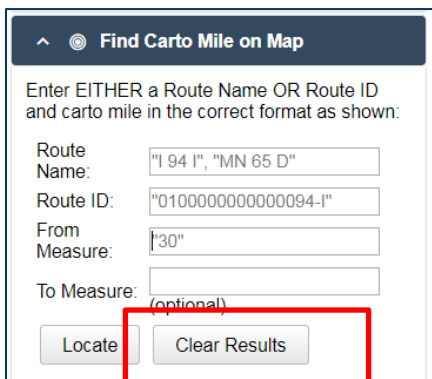 Find Carto Mile on Map
Enter EITHER a Route Name OR Route ID
and carto mile in the correct format as shown:
Route
Name: "I 94 I", "MN 65 D"
Route ID: "0100000000000094-I"
From
Measure: "30"
To Measure:
(optional)
Locate Clear Results